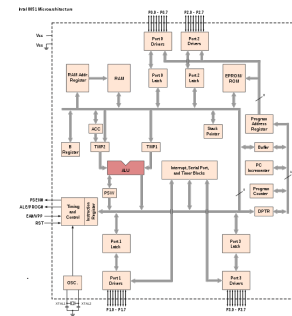 Intel 8051 Microarchitecture
P0.0 - P0.7
P2.0 - P2.7
Port 0
Drivers
Port 2
Drivers
RAM Addr
Register
RAM
Port 0
Latch
Port 2
Latch
EPROM/
ROM
B
Register
ACC
TMP2
TMP1
Stack
Pointer
Program
Address
Register
Buffer
PC
Incrementer
Program
Counter
DPTR
ALU
PSW
Interrupt, Serial Port,
and Timer Blocks
PSEN
ALE/PROG
EA/VPP
RST
Timing
and
Control
Instruction
Register
Port 1
Latch
Port 3
Latch
OSC.
Port 1
Drivers
Port 3
Drivers
XTAL1
XTAL2
P1.0 - P1.7
P3.0 - P3.7